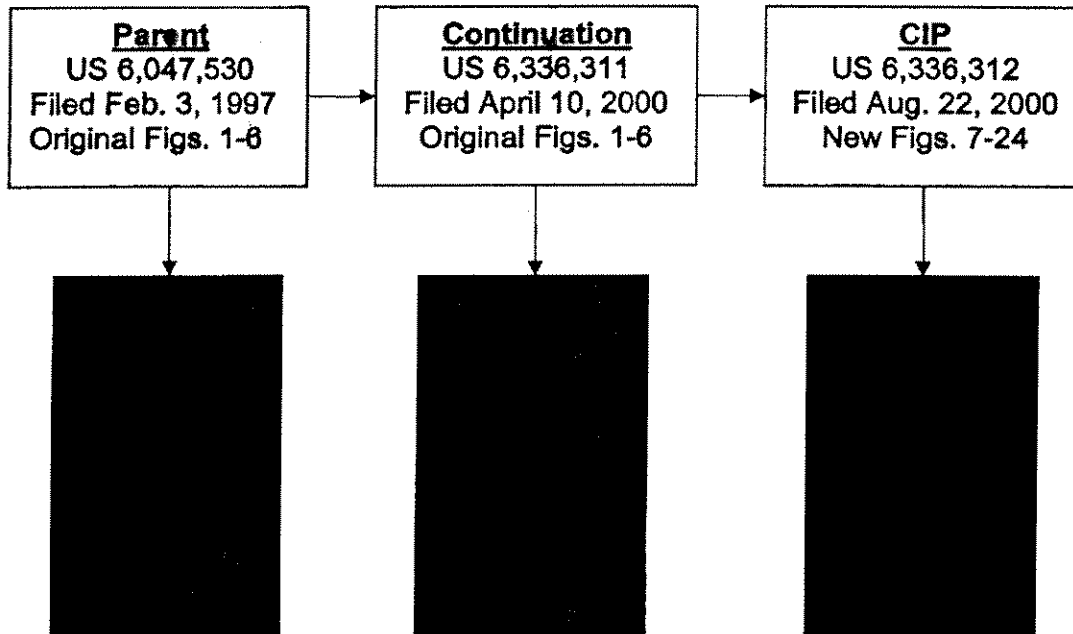 Parent
US 6,047,530
Filed Feb. 3, 1997
Original Figs. 1-6
Continuation
US 6,336,311
Filed April 10, 2000
Original Figs. 1-6
CIP
US 6,336,312
Filed Aug. 22, 2000
New Figs. 7-24